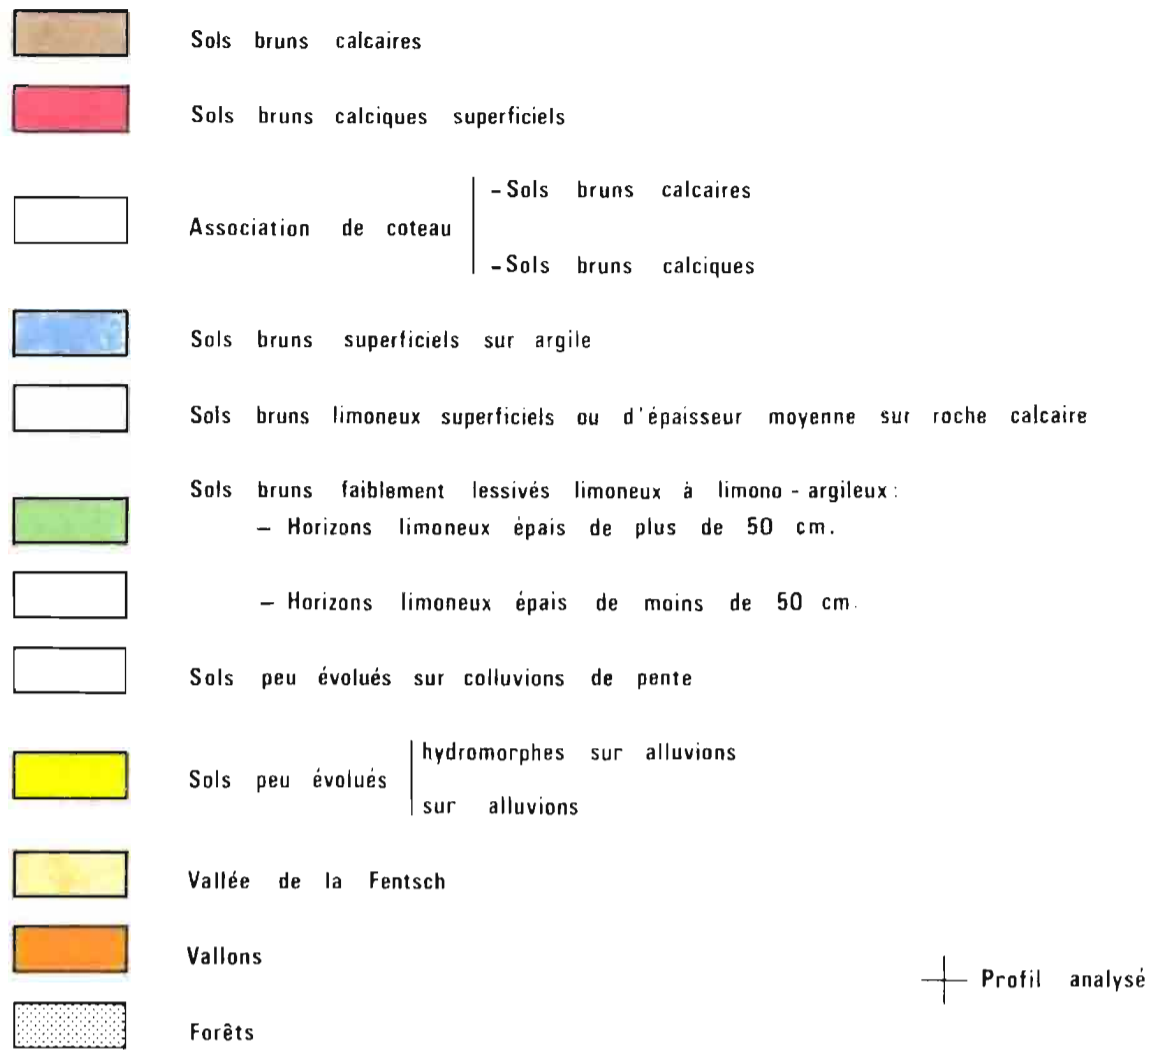 Sols bruns calcaires
Sols bruns calciques superficiels
Association de coteau
- Sols bruns calcaires
- Sols bruns calciques
Sols bruns superficiels sur argile
Sols bruns limoneux superficiels ou d'épaisseur moyenne sur roche calcaire
Sols bruns faiblement lessivés limoneux à limono - argileux :
— Horizons limoneux épais de plus de 50 cm.
— Horizons limoneux épais de moins de 50 cm.
Sols peu évolués sur colluvions de pente
Sols peu évolués
hydromorphes sur alluvions
sur alluvions
Vallée de la Fentsch
Vallons
Profil analysé
Forêts